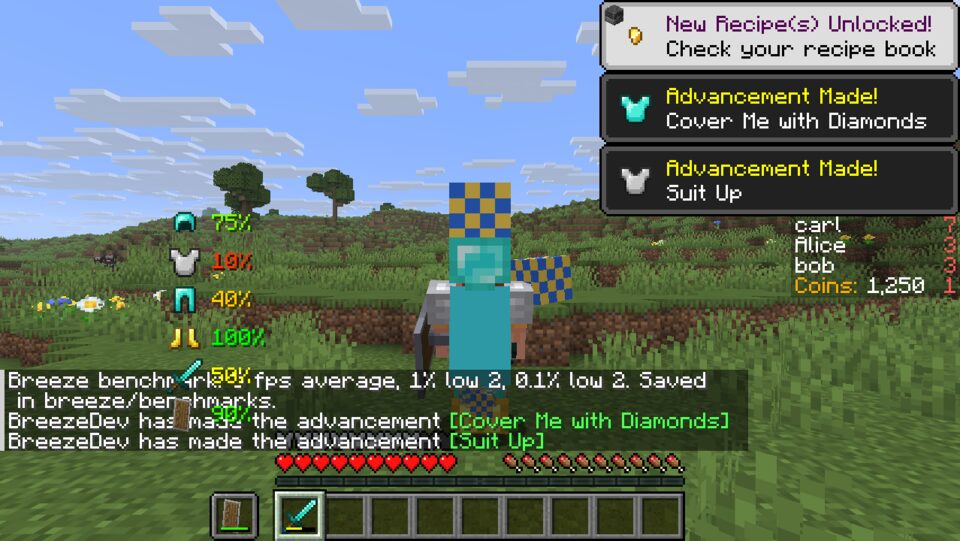 New Recipe(s) Unlocked!
Check your recipe book
Advancement Made!
Cover Me with Diamonds
Advancement Made!
Suit Up
carl 7
Alice 3
bob 3
Coins: 1,250 1
75%
10%
40%
100%
50%
90%
Breeze benchmark: fps average, 1% low 2, 0.1% low 2. Saved
in breeze/benchmarks.
BreezeDev has made the advancement [Cover Me with Diamonds]
BreezeDev has made the advancement [Suit Up]